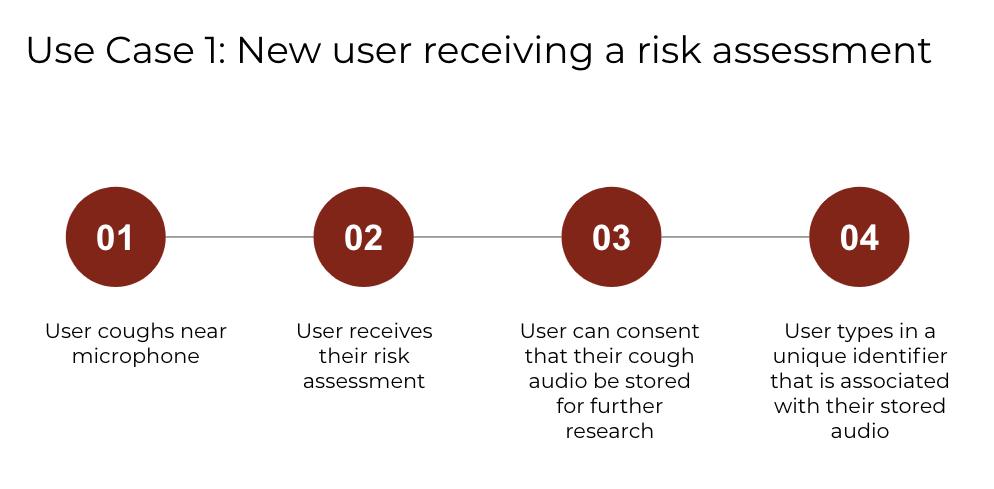 Use Case 1: New user receiving a risk assessment
01
02
03
04
User coughs near
microphone
User receives
their risk
assessment
User can consent
that their cough
audio be stored
for further
research
User types in a
unique identifier
that is associated
with their stored
audio